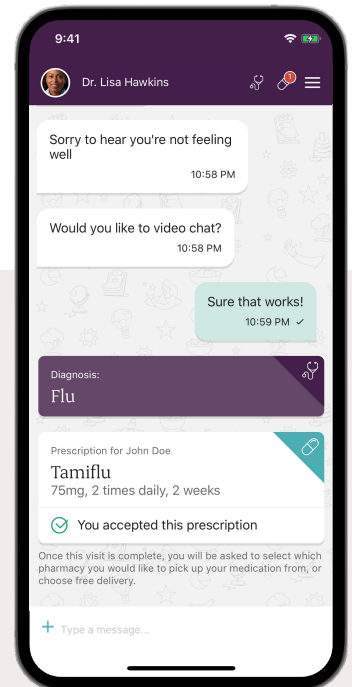 9:41
Dr. Lisa Hawkins
1
Sorry to hear you're not feeling
well
10:58 PM
Would you like to video chat?
10:58 PM
Sure that works!
10:59 PM
Diagnosis:
Flu
Prescription for John Doe
Tamiflu
75mg, 2 times daily, 2 weeks
You accepted this prescription
Once this visit is complete, you will be asked to select which
pharmacy you would like to pick up your medication from, or
choose free delivery.
Type a message...